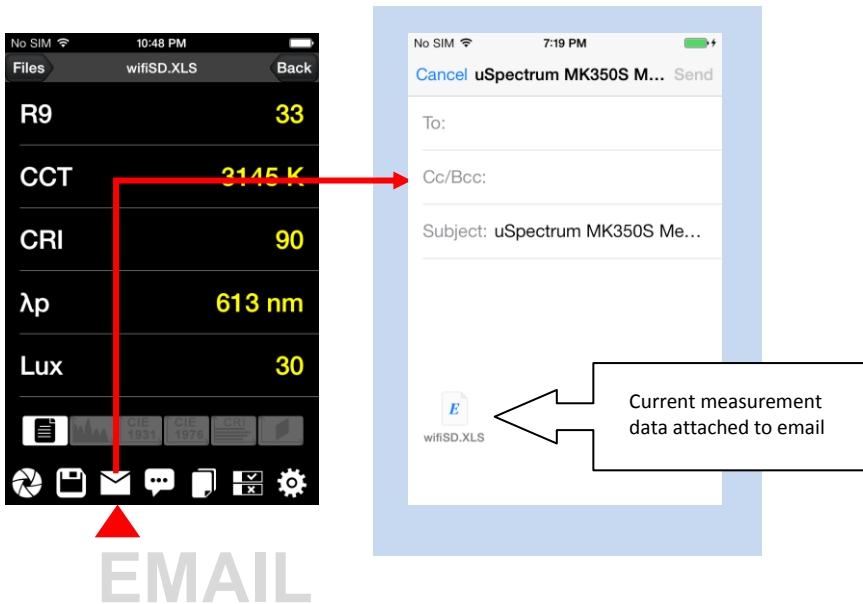 No SIM 10:48 PM
Files wifiSD.XLS Back
R9 33
CCT 3145 K
CRI 90
λp 613 nm
Lux 30
CIE 1931 CIE 1976 CRI
EMAIL
No SIM 7:19 PM
Cancel uSpectrum MK350S M... Send
To:
Cc/Bcc:
Subject: uSpectrum MK350S Me...
E
wifiSD.XLS
Current measurement
data attached to email